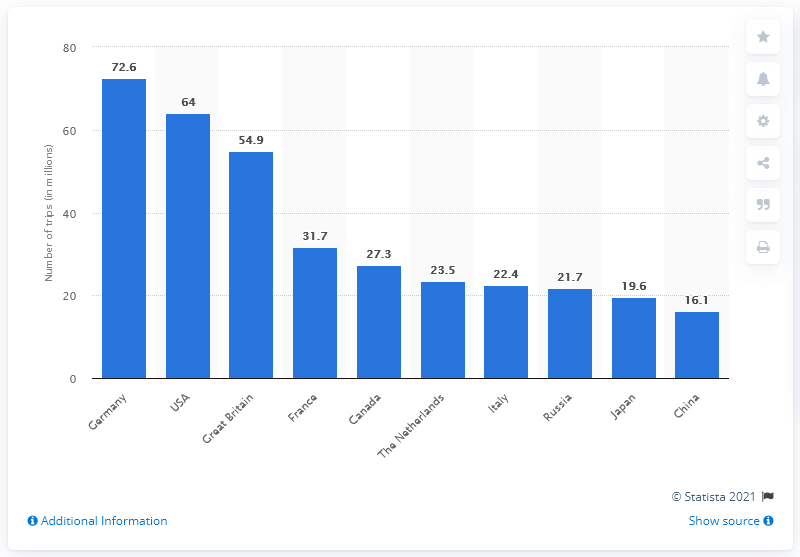 Number of trips (in millions)
80
60
40
20
0
72.6
64
54.9
31.7
27.3
23.5
22.4
21.7
19.6
16.1
Germany
USA
Great Britain
France
Canada
The Netherlands
Italy
Russia
Japan
China
© Statista 2021
Additional Information
Show source